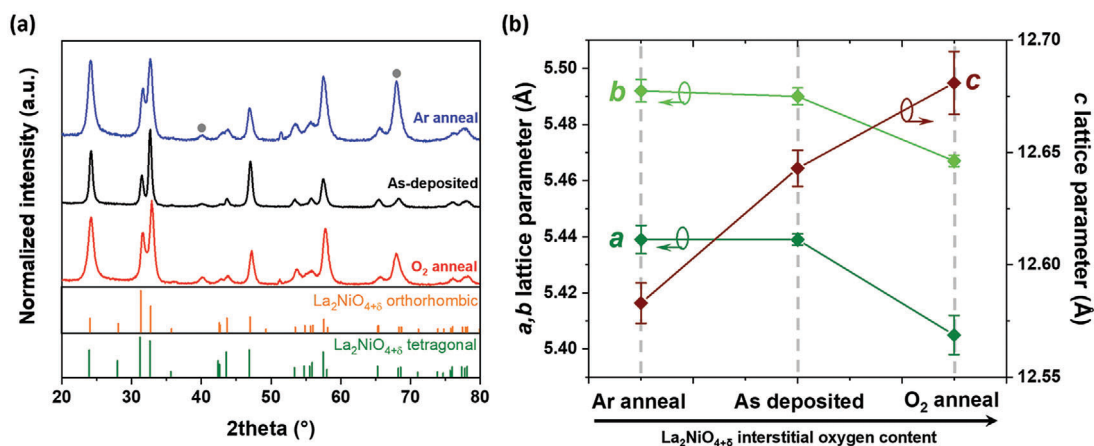 (a)
Normalized intensity (a.u.)
Ar anneal
As-deposited
O₂ anneal
La₂NiO₄₊δ orthorhombic
La₂NiO₄₊δ tetragonal
20 30 40 50 60 70 80
2theta (°)
(b)
a,b lattice parameter (Å)
5.50
5.48
5.46
5.44
5.42
5.40
b
a
c
12.70
12.65
12.60
12.55
c lattice parameter (Å)
Ar anneal As deposited O₂ anneal
La₂NiO₄₊δ interstitial oxygen content